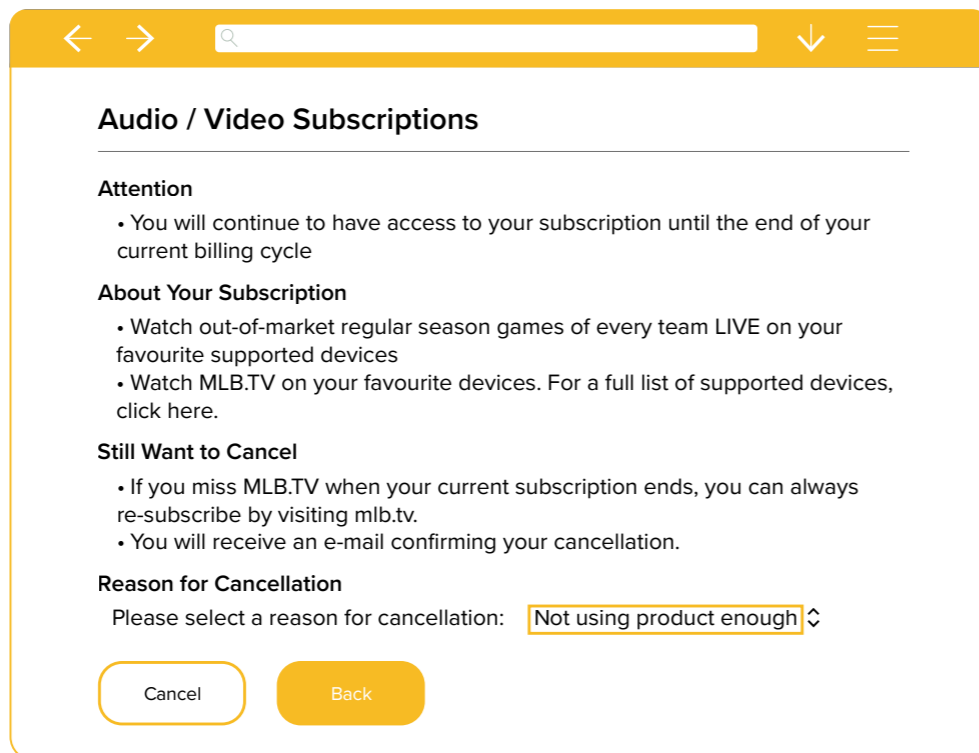 Audio / Video Subscriptions
Attention
• You will continue to have access to your subscription until the end of your
current billing cycle
About Your Subscription
• Watch out-of-market regular season games of every team LIVE on your
favourite supported devices
• Watch MLB.TV on your favourite devices. For a full list of supported devices,
click here.
Still Want to Cancel
• If you miss MLB.TV when your current subscription ends, you can always
re-subscribe by visiting mlb.tv.
• You will receive an e-mail confirming your cancellation.
Reason for Cancellation
Please select a reason for cancellation: Not using product enough
Cancel Back